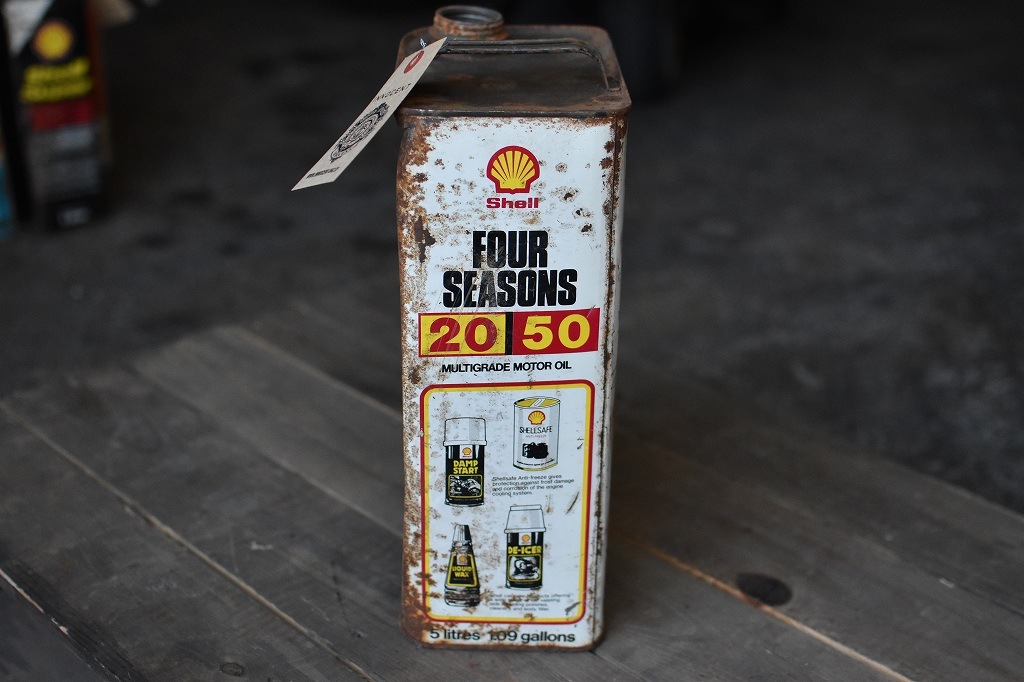 NNOCENT
Shell
FOUR
SEASONS
20 50
MULTIGRADE MOTOR OIL
SHELLSAFE
DAMP
START
Shellsafe Anti-freeze gives
protection against frost damage
and corrosion of the engine
cooling system.
DE-ICER
LIQUID
WAX
5 litres 1.09 gallons